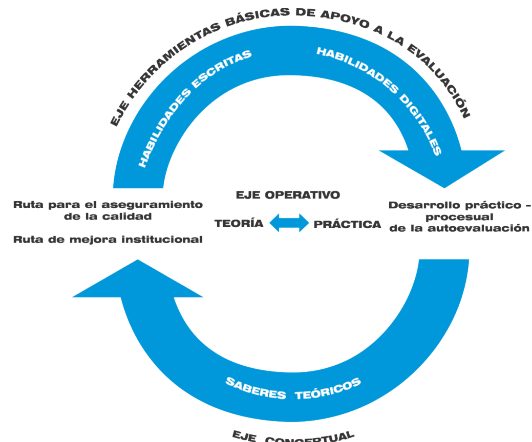 EJE HERRAMIENTAS BÁSICAS DE APOYO A LA EVALUACIÓN
HABILIDADES ESCRITAS
HABILIDADES DIGITALES
Ruta para el aseguramiento
de la calidad
Ruta de mejora institucional
EJE OPERATIVO
TEORÍA
PRÁCTICA
Desarrollo práctico –
procesual
de la autoevaluación
SABERES TEÓRICOS
EJE CONCEPTUAL